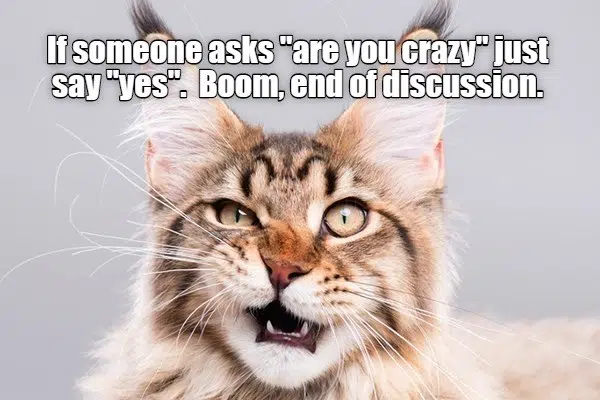 If someone asks "are you crazy" just
say "yes".  Boom, end of discussion.